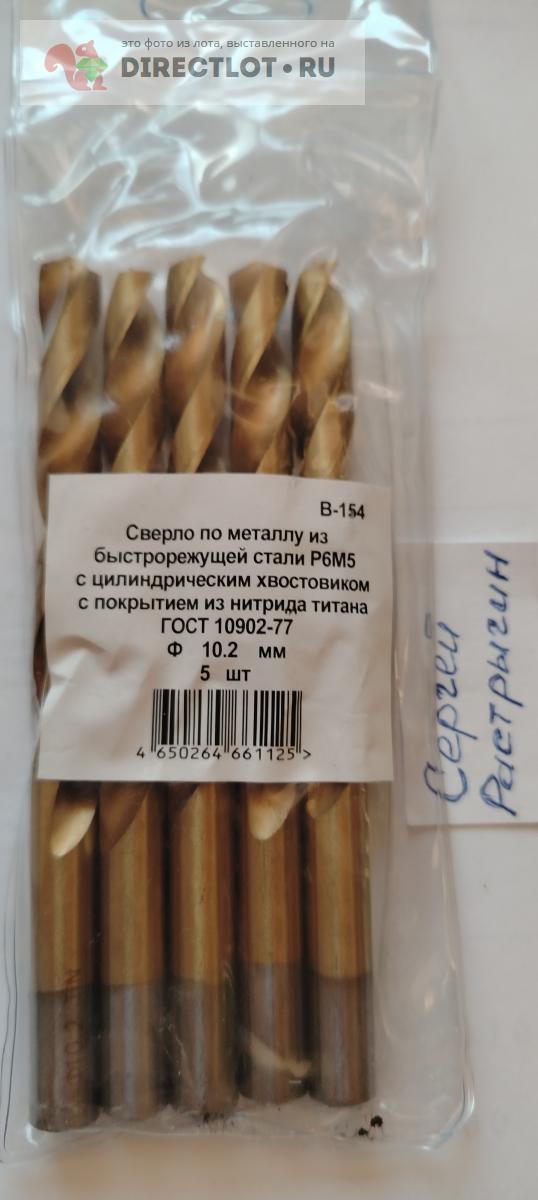 это фото из лота, выставленного на
DIRECTLOT.RU
В-154
Сверло по металлу из
быстрорежущей стали Р6М5
с цилиндрическим хвостовиком
с покрытием из нитрида титана
ГОСТ 10902-77
Ф 10.2 мм
5 шт
4 650264 661125 >
Сергей
Растрыгин